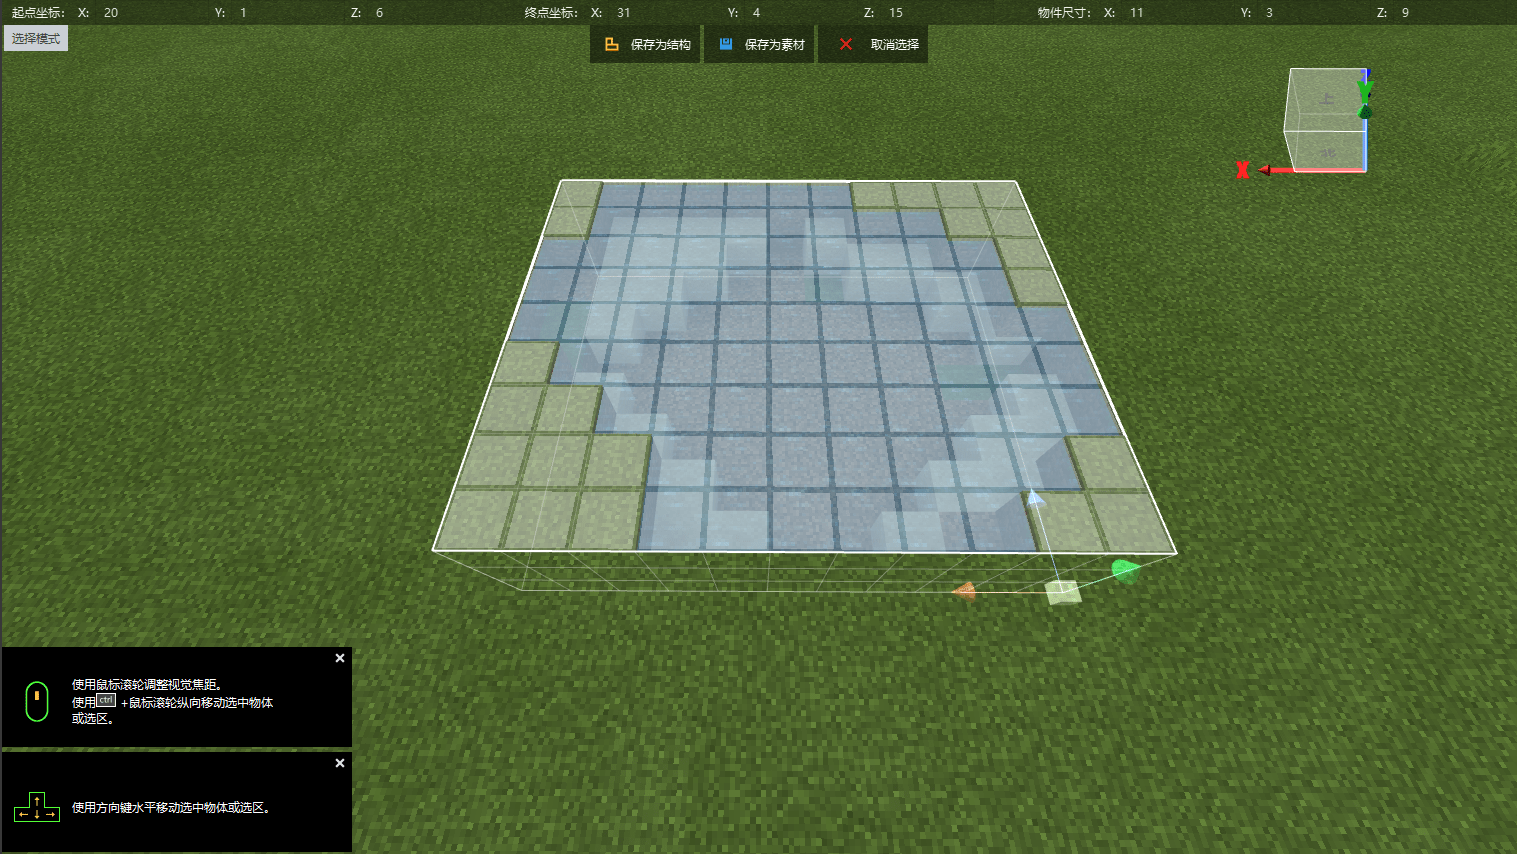 起点坐标： X: 20 Y: 1 Z: 6 终点坐标： X: 31 Y: 4 Z: 15 物件尺寸： X: 11 Y: 3 Z: 9
选择模式
保存为结构 保存为素材 取消选择
Y
X
上
使用鼠标滚轮调整视觉焦距。
使用 ctrl +鼠标滚轮纵向移动选中物体
或选区。
使用方向键水平移动选中物体或选区。